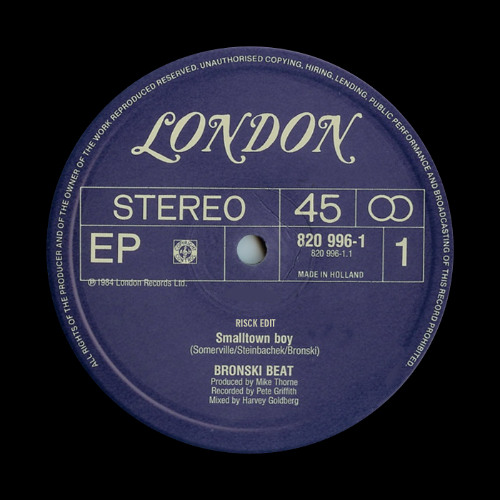 ALL RIGHTS OF THE PRODUCER AND OF THE OWNER OF THE WORK REPRODUCED RESERVED. UNAUTHORISED COPYING, HIRING, LENDING, PUBLIC PERFORMANCE AND BROADCASTING OF THIS RECORD PROHIBITED.
LONDON
STEREO
45
EP
820 996-1
820 996-1.1
1
MADE IN HOLLAND
℗ 1984 London Records Ltd.
RISCK EDIT
Smalltown boy
(Somerville/Steinbachek/Bronski)
BRONSKI BEAT
Produced by Mike Thorne
Recorded by Pete Griffith
Mixed by Harvey Goldberg